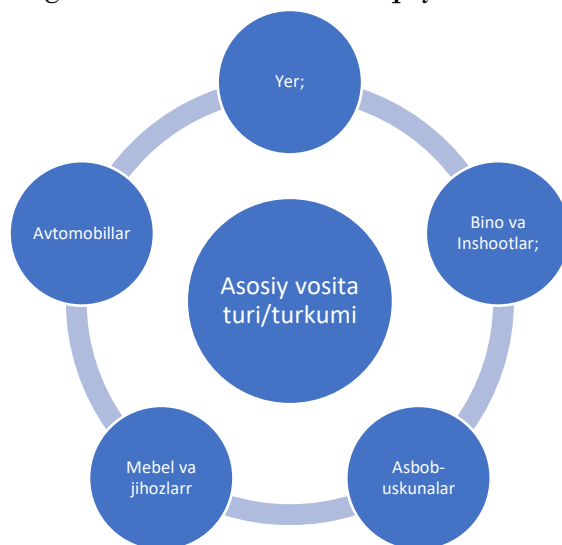 Yer;
Bino va
Inshootlar;
Asbob-
uskunalar
Mebel va
jihozlarr
Avtomobillar
Asosiy vosita
turi/turkumi